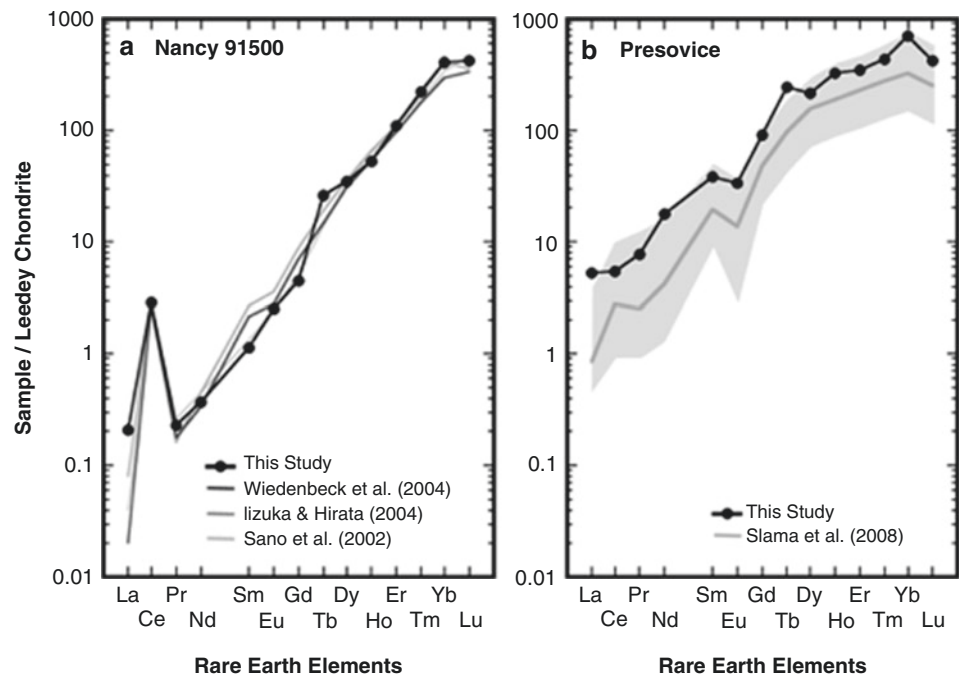 a Nancy 91500
b Presovice
Sample / Leedey Chondrite
1000
100
10
1
0.1
0.01
This Study
Wiedenbeck et al. (2004)
Iizuka & Hirata (2004)
Sano et al. (2002)
La Pr Sm Gd Dy Er Yb
Ce Nd Eu Tb Ho Tm Lu
Rare Earth Elements
1000
100
10
1
0.1
0.01
This Study
Slama et al. (2008)
La Pr Sm Gd Dy Er Yb
Ce Nd Eu Tb Ho Tm Lu
Rare Earth Elements